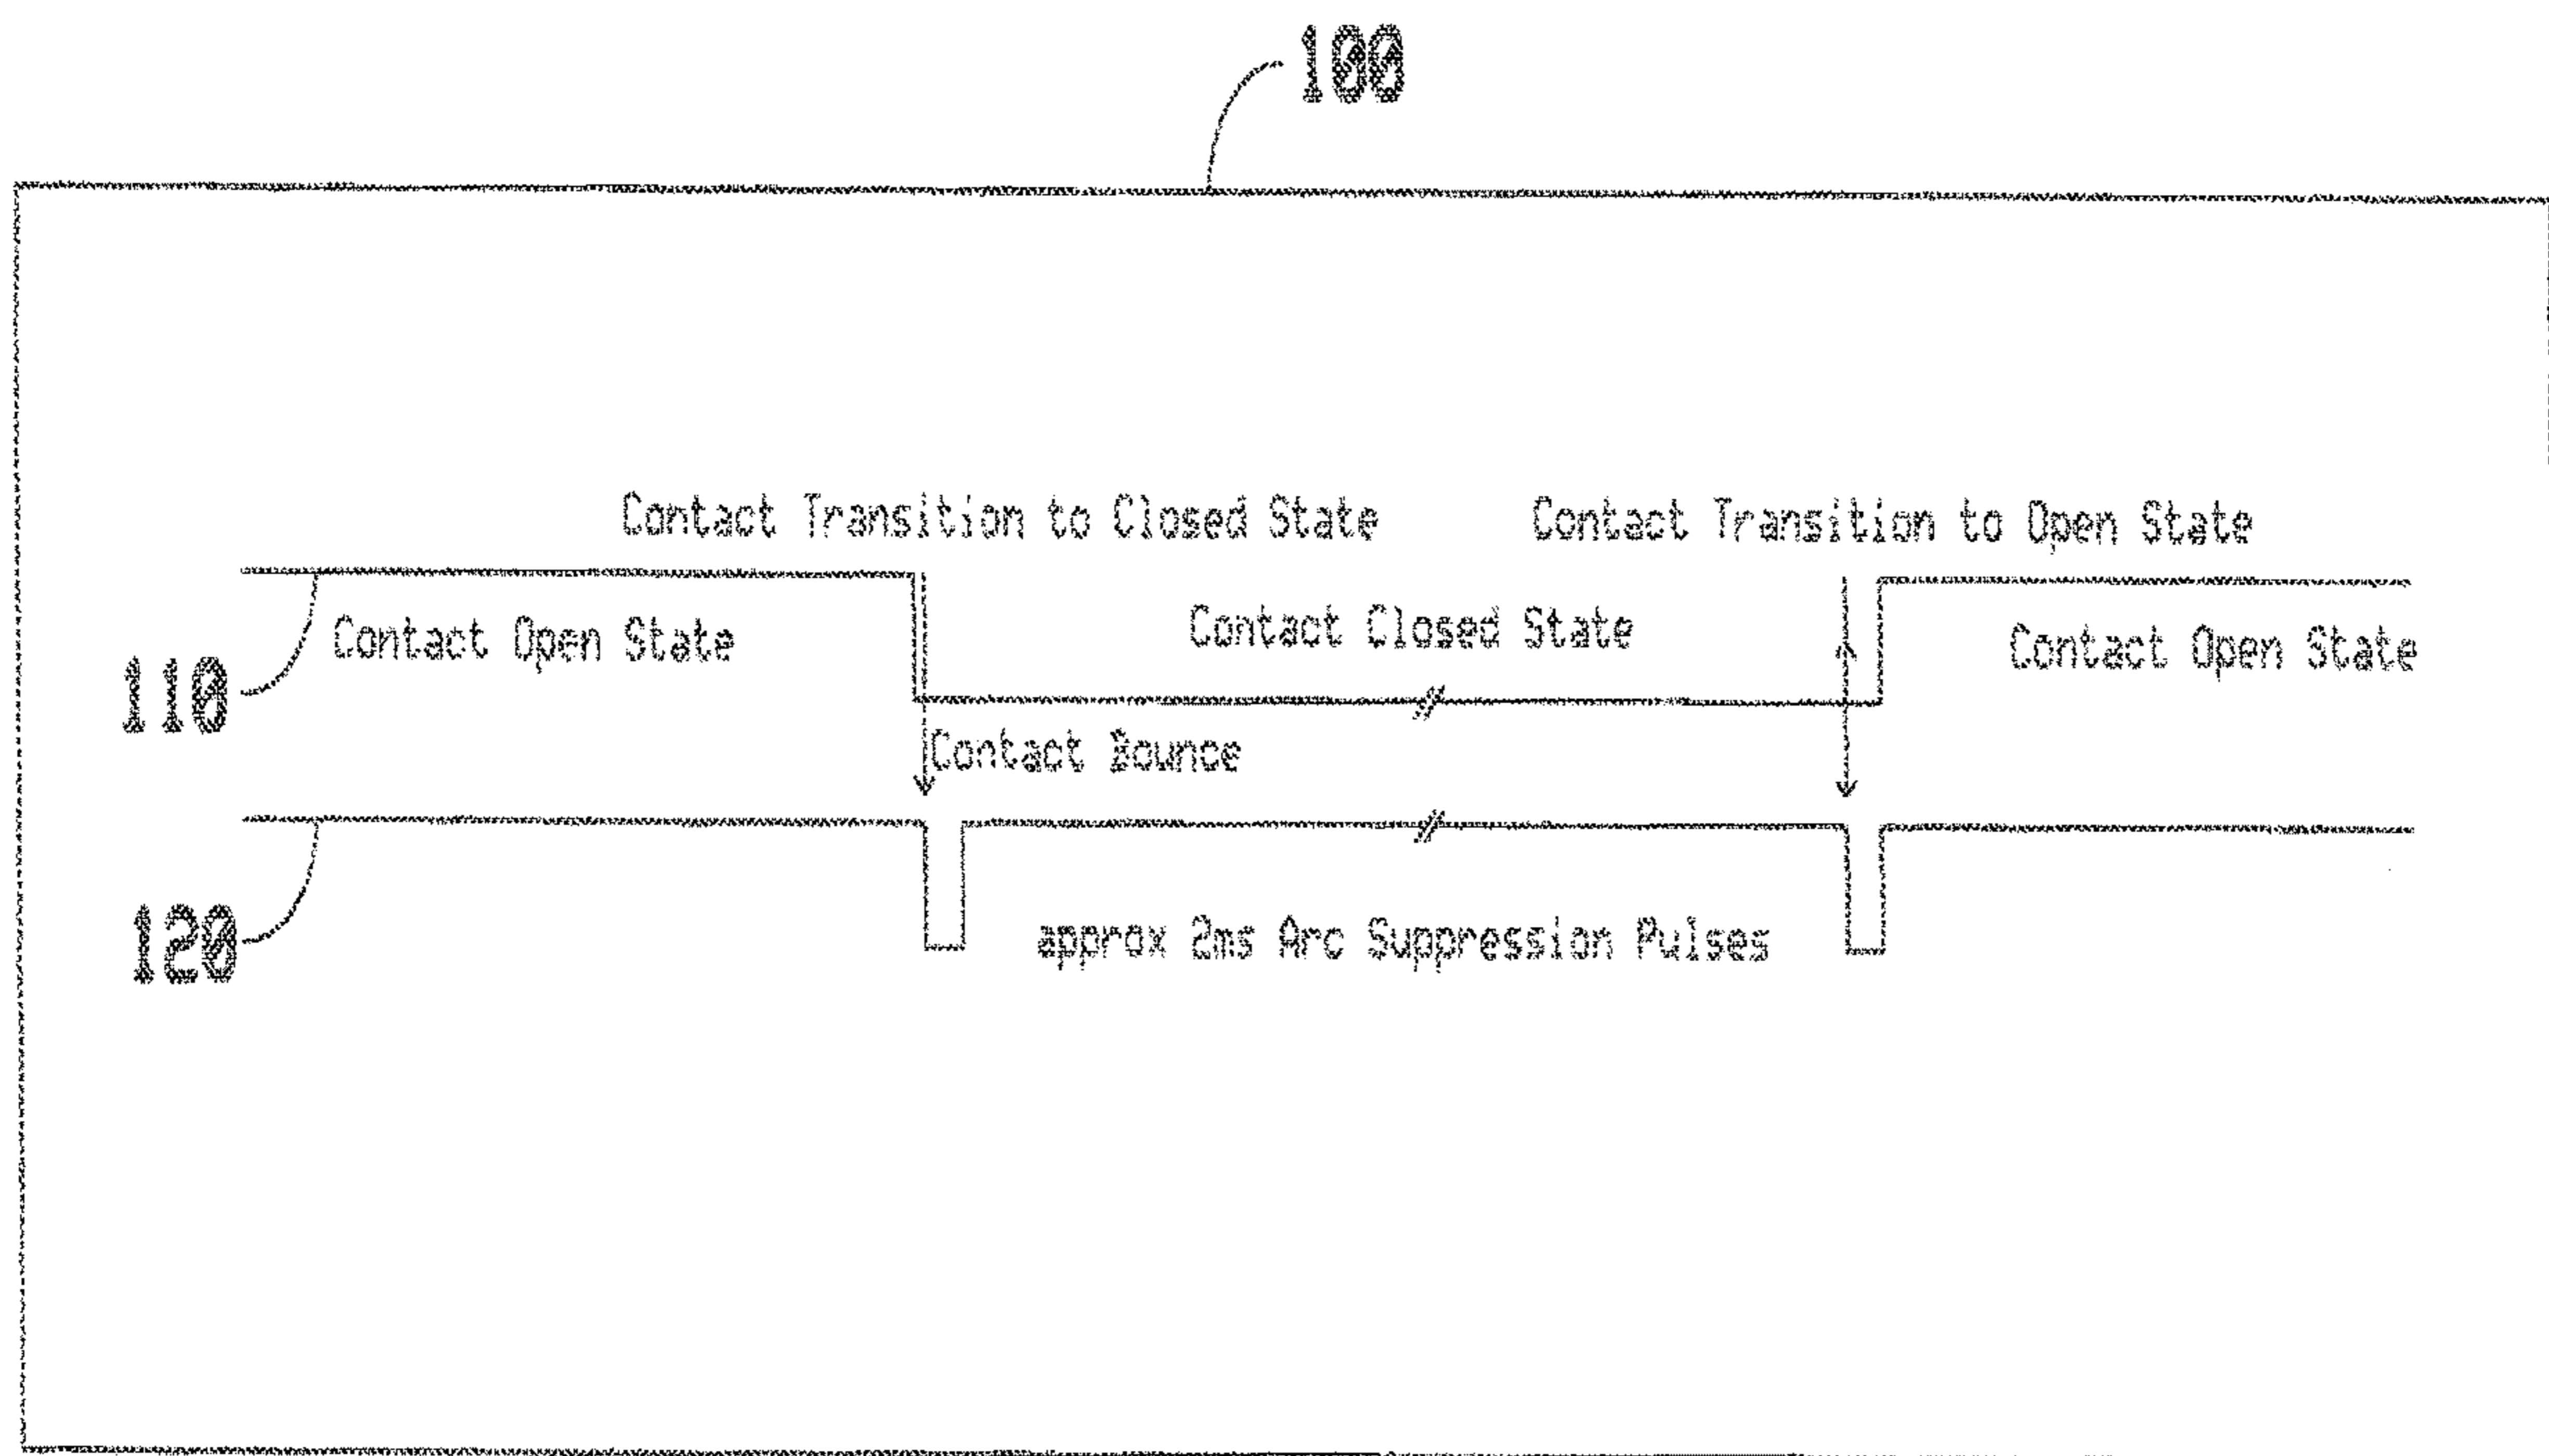 100
Contact Transition to Closed State
Contact Transition to Open State
Contact Open State
Contact Closed State
Contact Open State
110
Contact Bounce
120
approx 2ms Arc Suppression Pulses